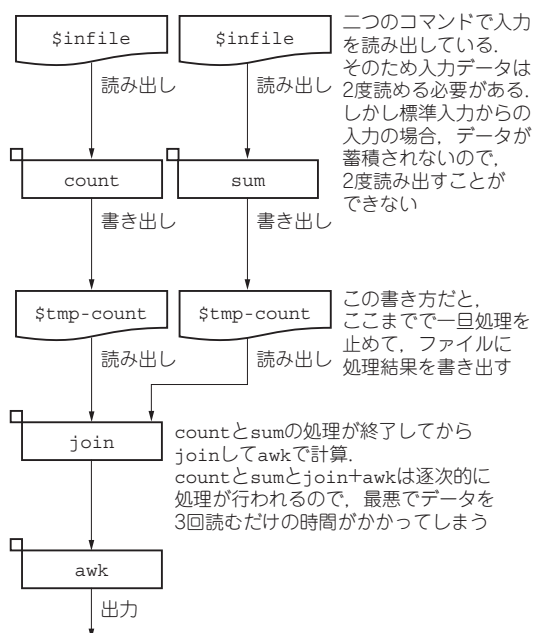 $infile
$infile
二つのコマンドで入力
を読み出している.
そのため入力データは
2度読める必要がある.
しかし標準入力からの
入力の場合，データが
蓄積されないので，
2度読み出すことが
できない
読み出し
読み出し
count
sum
書き出し
書き出し
$tmp-count
$tmp-count
この書き方だと，
ここまでで一旦処理を
止めて，ファイルに
処理結果を書き出す
読み出し
読み出し
join
countとsumの処理が終了してから
joinしてawkで計算.
countとsumとjoin+awkは逐次的に
処理が行われるので，最悪でデータを
3回読むだけの時間がかかってしまう
awk
出力